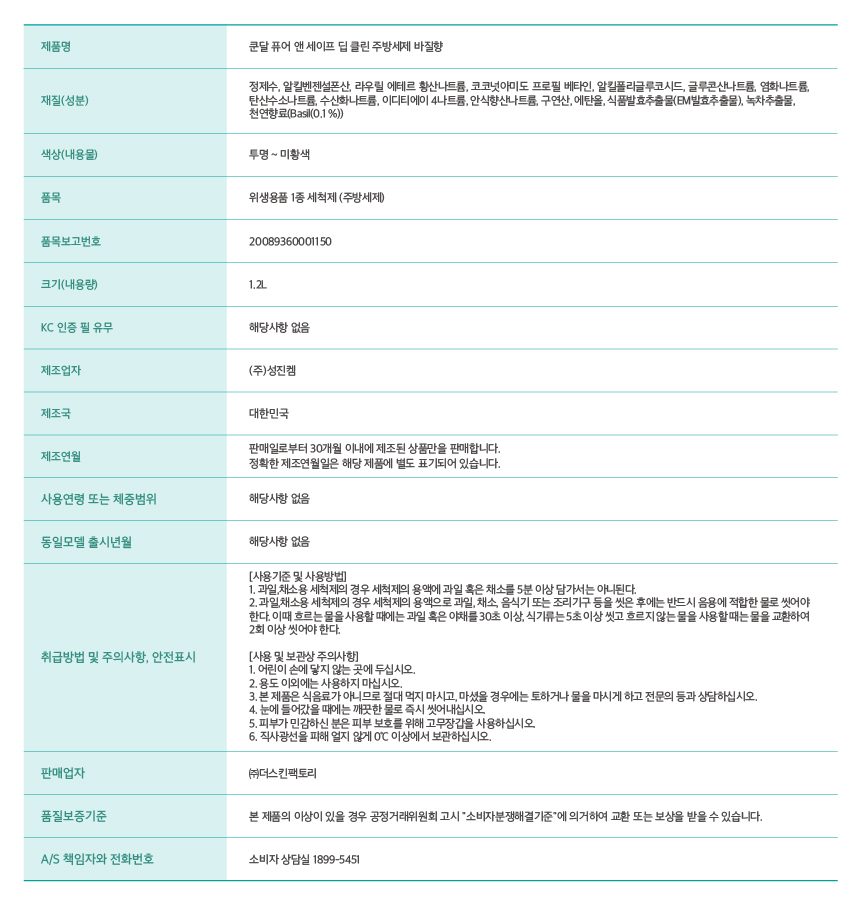 제품명
쿤달 퓨어 앤 세이프 딥 클린 주방세제 바질향
재질(성분)
정제수, 알킬벤젠설폰산, 라우릴 에테르 황산나트륨, 코코넛아미도 프로필 베타인, 알킬폴리글루코시드, 글루콘산나트륨, 염화나트륨,
탄산수소나트륨, 수산화나트륨, 이디티에이 4나트륨, 안식향산나트륨, 구연산, 에탄올, 식품발효추출물(EM발효추출물), 녹차추출물,
천연향료(Basil(0.1 %))
색상(내용물)
투명 ~ 미황색
품목
위생용품 1종 세척제 (주방세제)
품목보고번호
20089360001150
크기(내용량)
1.2L
KC 인증 필 유무
해당사항 없음
제조업자
(주)성진켐
제조국
대한민국
제조연월
판매일로부터 30개월 이내에 제조된 상품만을 판매합니다.
정확한 제조연월일은 해당 제품에 별도 표기되어 있습니다.
사용연령 또는 체중범위
해당사항 없음
동일모델 출시년월
해당사항 없음
취급방법 및 주의사항, 안전표시
[사용기준 및 사용방법]
1. 과일,채소용 세척제의 경우 세척제의 용액에 과일 혹은 채소를 5분 이상 담가서는 아니된다.
2. 과일,채소용 세척제의 경우 세척제의 용액으로 과일, 채소, 음식기 또는 조리기구 등을 씻은 후에는 반드시 음용에 적합한 물로 씻어야
한다. 이때 흐르는 물을 사용할 때에는 과일 혹은 야채를 30초 이상, 식기류는 5초 이상 씻고 흐르지 않는 물을 사용할 때는 물을 교환하여
2회 이상 씻어야 한다.
[사용 및 보관상 주의사항]
1. 어린이 손에 닿지 않는 곳에 두십시오.
2. 용도 이외에는 사용하지 마십시오.
3. 본 제품은 식음료가 아니므로 절대 먹지 마시고, 마셨을 경우에는 토하거나 물을 마시게 하고 전문의 등과 상담하십시오.
4. 눈에 들어갔을 때에는 깨끗한 물로 즉시 씻어내십시오.
5. 피부가 민감하신 분은 피부 보호를 위해 고무장갑을 사용하십시오.
6. 직사광선을 피해 얼지 않게 0℃ 이상에서 보관하십시오.
판매업자
㈜더스킨팩토리
품질보증기준
본 제품의 이상이 있을 경우 공정거래위원회 고시 "소비자분쟁해결기준"에 의거하여 교환 또는 보상을 받을 수 있습니다.
A/S 책임자와 전화번호
소비자 상담실 1899-5451